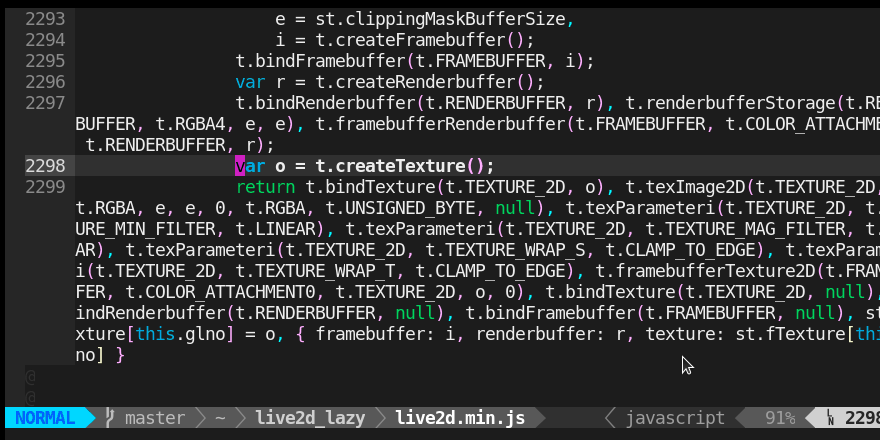 2293 e = st.clippingMaskBufferSize,
2294 i = t.createFramebuffer();
2295 t.bindFramebuffer(t.FRAMEBUFFER, i);
2296 var r = t.createRenderbuffer();
2297 t.bindRenderbuffer(t.RENDERBUFFER, r), t.renderbufferStorage(t.RE
BUFFER, t.RGBA4, e, e), t.framebufferRenderbuffer(t.FRAMEBUFFER, t.COLOR_ATTACHME
t.RENDERBUFFER, r);
2298 var o = t.createTexture();
2299 return t.bindTexture(t.TEXTURE_2D, o), t.texImage2D(t.TEXTURE_2D,
t.RGBA, e, e, 0, t.RGBA, t.UNSIGNED_BYTE, null), t.texParameteri(t.TEXTURE_2D, t.
URE_MIN_FILTER, t.LINEAR), t.texParameteri(t.TEXTURE_2D, t.TEXTURE_MAG_FILTER, t.
AR), t.texParameteri(t.TEXTURE_2D, t.TEXTURE_WRAP_S, t.CLAMP_TO_EDGE), t.texPara
i(t.TEXTURE_2D, t.TEXTURE_WRAP_T, t.CLAMP_TO_EDGE), t.framebufferTexture2D(t.FRAM
FER, t.COLOR_ATTACHMENT0, t.TEXTURE_2D, o, 0), t.bindTexture(t.TEXTURE_2D, null),
indRenderbuffer(t.RENDERBUFFER, null), t.bindFramebuffer(t.FRAMEBUFFER, null), st
xture[this.glno] = o, { framebuffer: i, renderbuffer: r, texture: st.fTexture[thi
no] }
@
@
NORMAL master ~ live2d_lazy live2d.min.js javascript 91% LN 2298